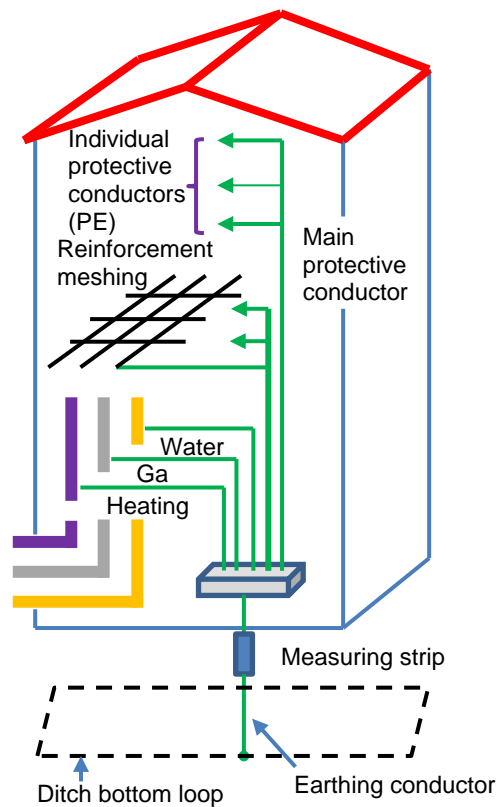 Individual
protective
conductors
(PE)
Reinforcement
meshing
Main
protective
conductor
Water
Ga
Heating
Measuring strip
Earthing conductor
Ditch bottom loop